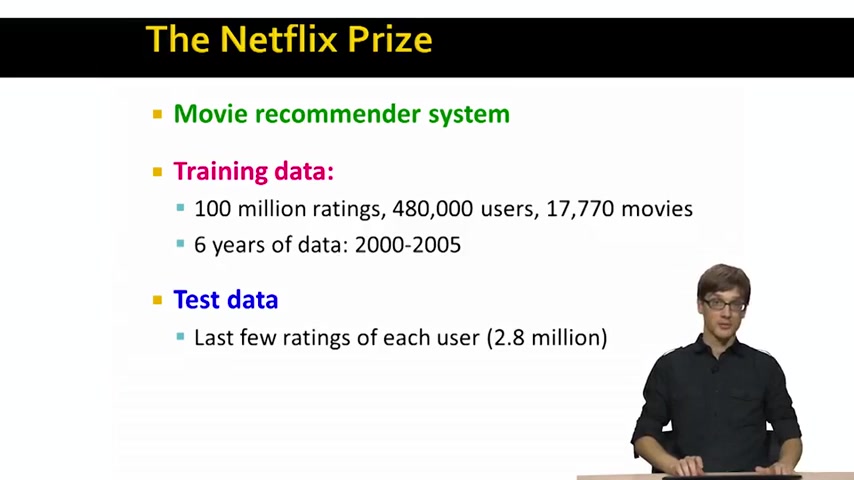 The Netflix Prize
Movie recommender system
Training data:
100 million ratings, 480,000 users, 17,770 movies
6 years of data: 2000-2005
Test data
Last few ratings of each user (2.8 million)